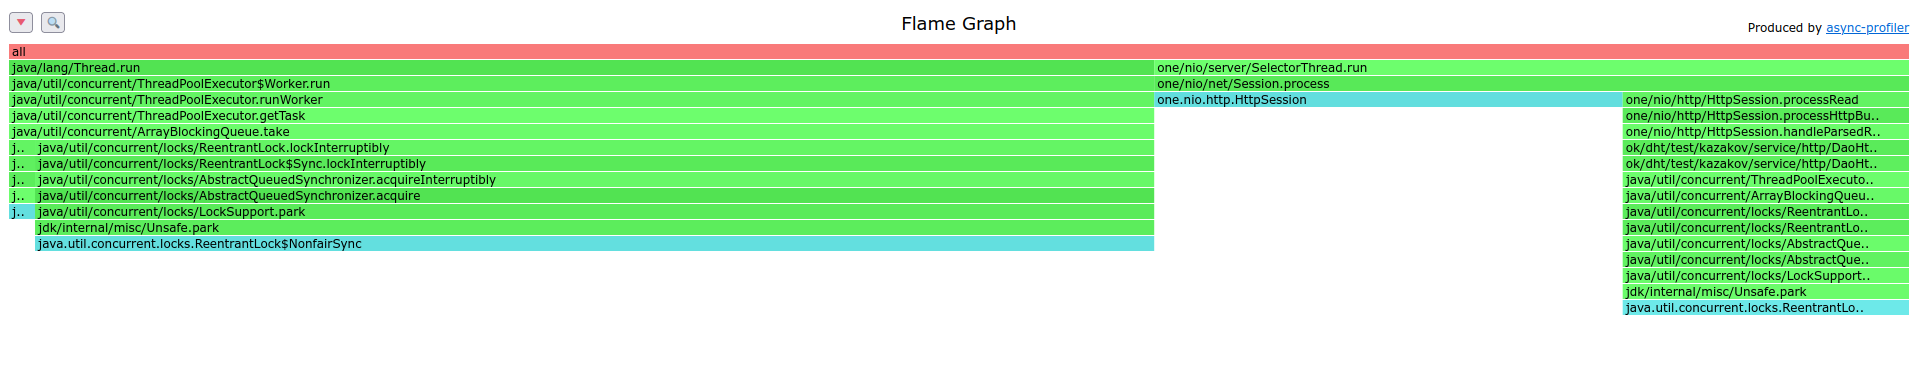 Flame Graph
Produced by async-profiler
all
java/lang/Thread.run one/nio/server/SelectorThread.run
java/util/concurrent/ThreadPoolExecutor$Worker.run one/nio/net/Session.process
java/util/concurrent/ThreadPoolExecutor.runWorker one.nio.http.HttpSession one/nio/http/HttpSession.processRead
java/util/concurrent/ThreadPoolExecutor.getTask one/nio/http/HttpSession.processHttpBu..
java/util/concurrent/ArrayBlockingQueue.take one/nio/http/HttpSession.handleParsedR..
j.. java/util/concurrent/locks/ReentrantLock.lockInterruptibly ok/dht/test/kazakov/service/http/DaoHt..
j.. java/util/concurrent/locks/ReentrantLock$Sync.lockInterruptibly ok/dht/test/kazakov/service/http/DaoHt..
j.. java/util/concurrent/locks/AbstractQueuedSynchronizer.acquireInterruptibly java/util/concurrent/ThreadPoolExecuto..
j.. java/util/concurrent/locks/AbstractQueuedSynchronizer.acquire java/util/concurrent/ArrayBlockingQueu..
j.. java/util/concurrent/locks/LockSupport.park java/util/concurrent/locks/ReentrantLo..
jdk/internal/misc/Unsafe.park java/util/concurrent/locks/ReentrantLo..
java.util.concurrent.locks.ReentrantLock$NonfairSync java/util/concurrent/locks/AbstractQue..
java/util/concurrent/locks/AbstractQue..
java/util/concurrent/locks/LockSupport..
jdk/internal/misc/Unsafe.park
java.util.concurrent.locks.ReentrantLo..